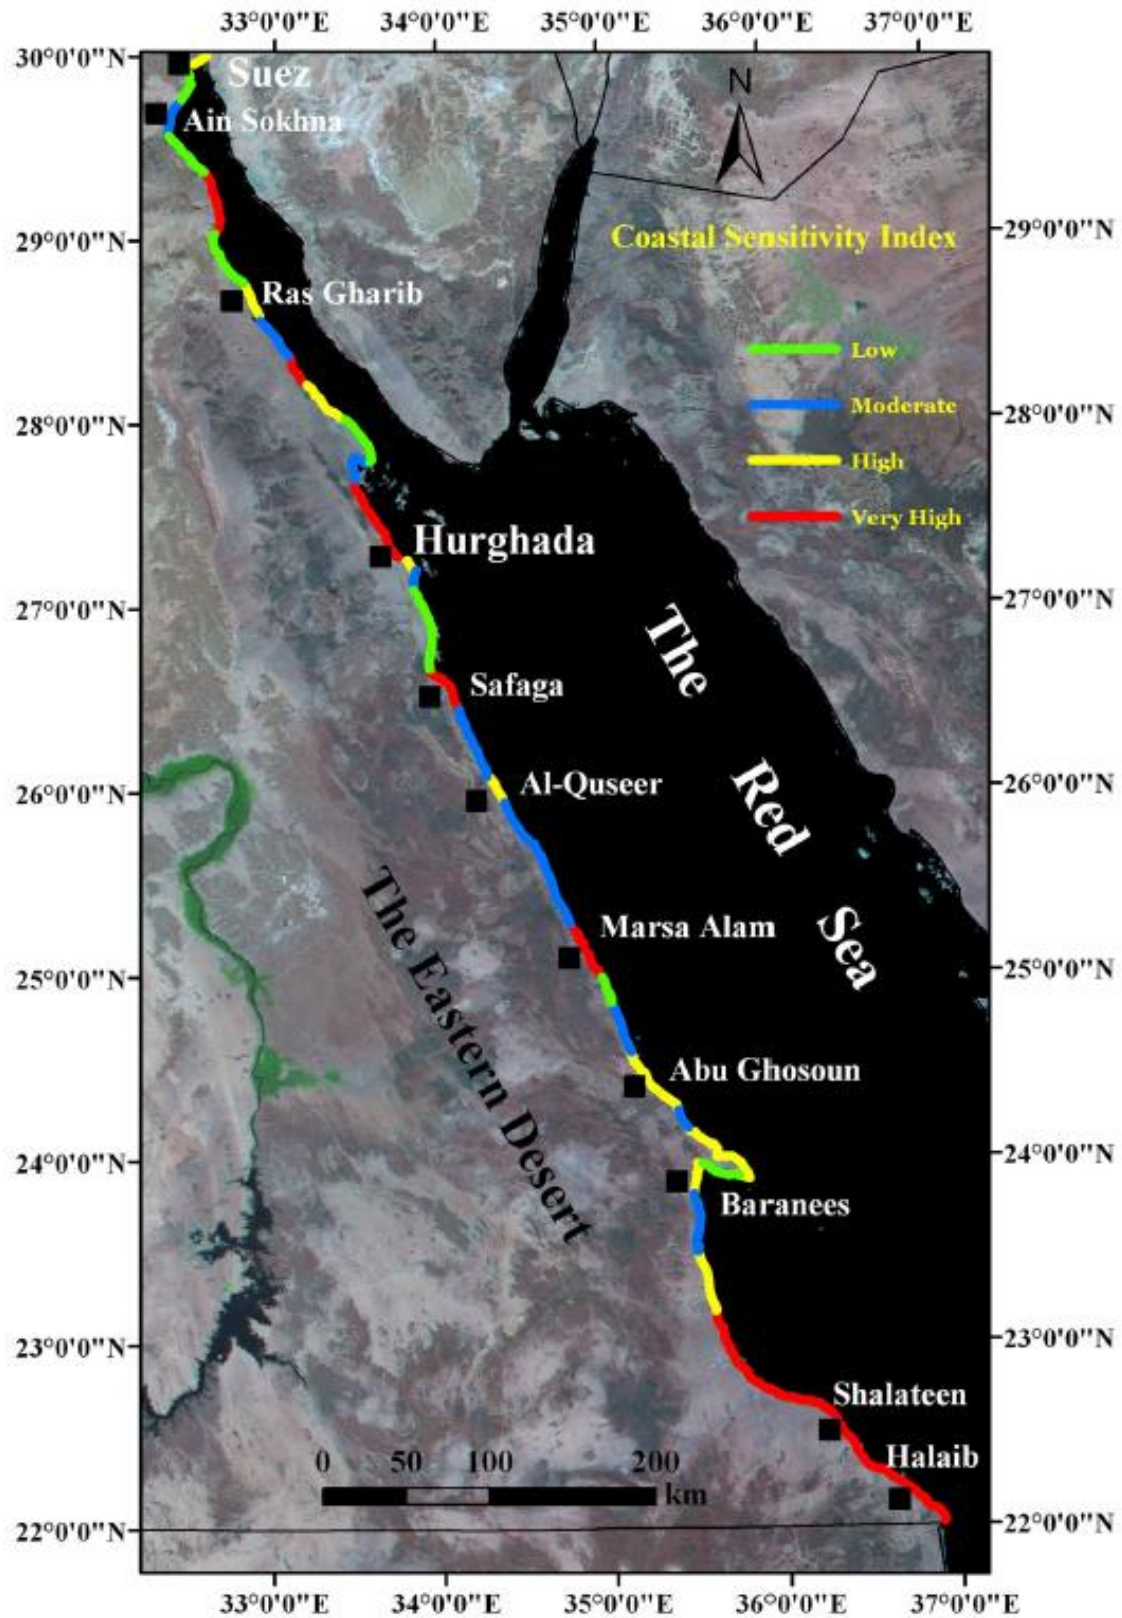 33°0'0"E 34°0'0"E 35°0'0"E 36°0'0"E 37°0'0"E
30°0'0"N
Suez
N
Ain Sokhna
29°0'0"N
29°0'0"N
Coastal Sensitivity Index
Ras Gharib
Low
Moderate
28°0'0"N
28°0'0"N
High
Very High
Hurghada
27°0'0"N
27°0'0"N
The
Red
Sea
Safaga
Al-Quseer
26°0'0"N
26°0'0"N
The Eastern Desert
Marsa Alam
25°0'0"N
25°0'0"N
Abu Ghosoun
24°0'0"N
24°0'0"N
Baranees
23°0'0"N
23°0'0"N
Shalateen
Halaib
0 50 100 200
km
22°0'0"N
22°0'0"N
33°0'0"E 34°0'0"E 35°0'0"E 36°0'0"E 37°0'0"E